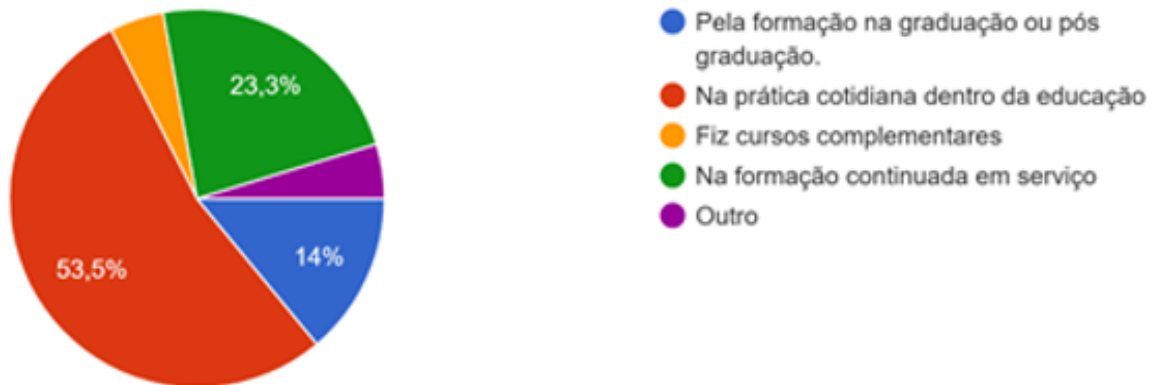 23,3%
53,5%
14%
Pela formação na graduação ou pós
graduação.
Na prática cotidiana dentro da educação
Fiz cursos complementares
Na formação continuada em serviço
Outro